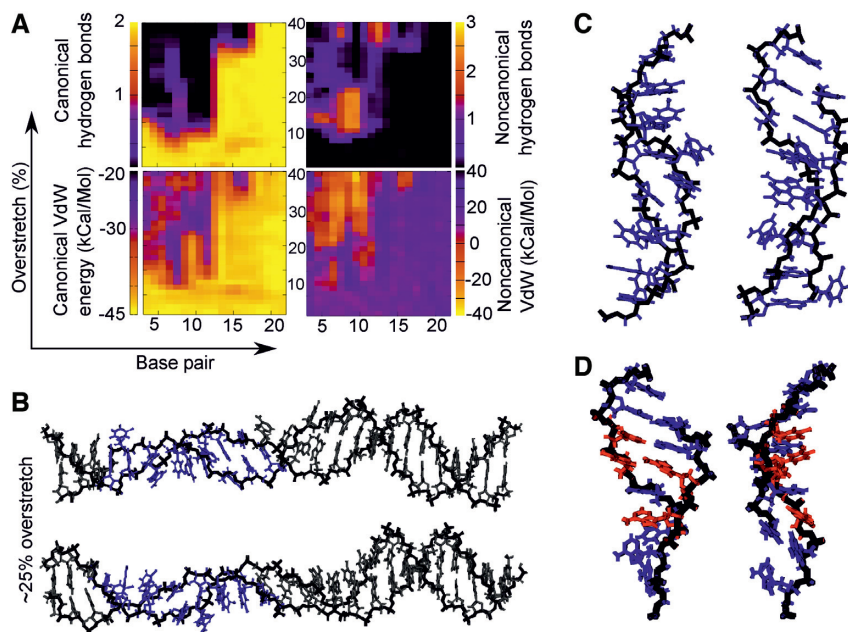 A
Overstretch (%)
Canonical
hydrogen bonds
2
1
40
30
20
10
3
2
1
Noncanonical
hydrogen bonds
Canonical VdW
energy (kCal/Mol)
-20
-30
-45
40
30
20
10
40
20
0
-20
-40
Noncanonical
VdW (kCal/Mol)
5 10 15 20
5 10 15 20
Base pair
B
~25% overstretch
C
D